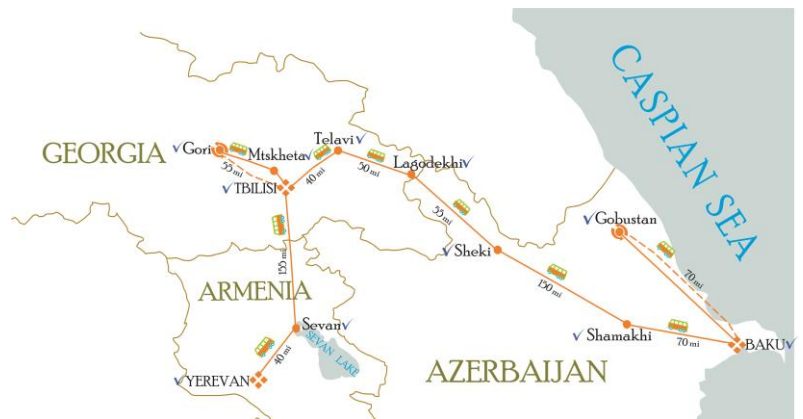 CASPIAN SEA
GEORGIA
Gori
Mtskheta
Telavi
Lagodekhi
55 mi
TBILISI
40 mi
50 mi
55 mi
Gobustan
Sheki
155 mi
70 mi
150 mi
ARMENIA
Sevan
SEVAN LAKE
40 mi
YEREVAN
Shamakhi
70 mi
BAKU
AZERBAIJAN